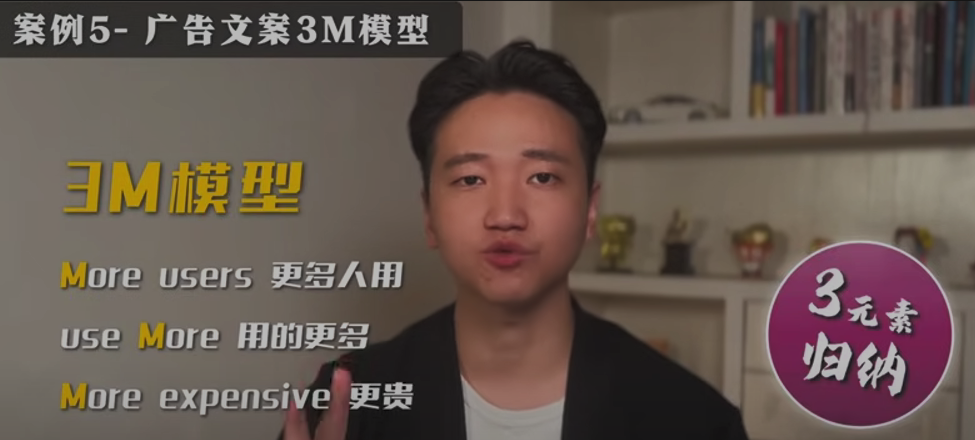 案例5- 广告文案3M模型
3M模型
More users 更多人用
use More 用的更多
More expensive 更贵
3元素
归纳